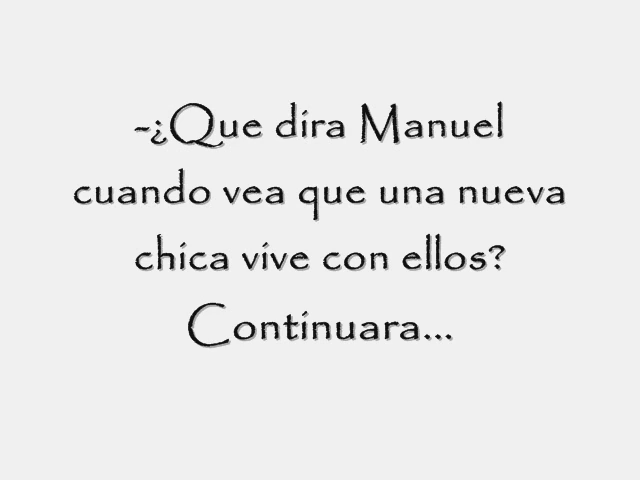 -¿Que dira Manuel
cuando vea que una nueva
chica vive con ellos?
Continuara...